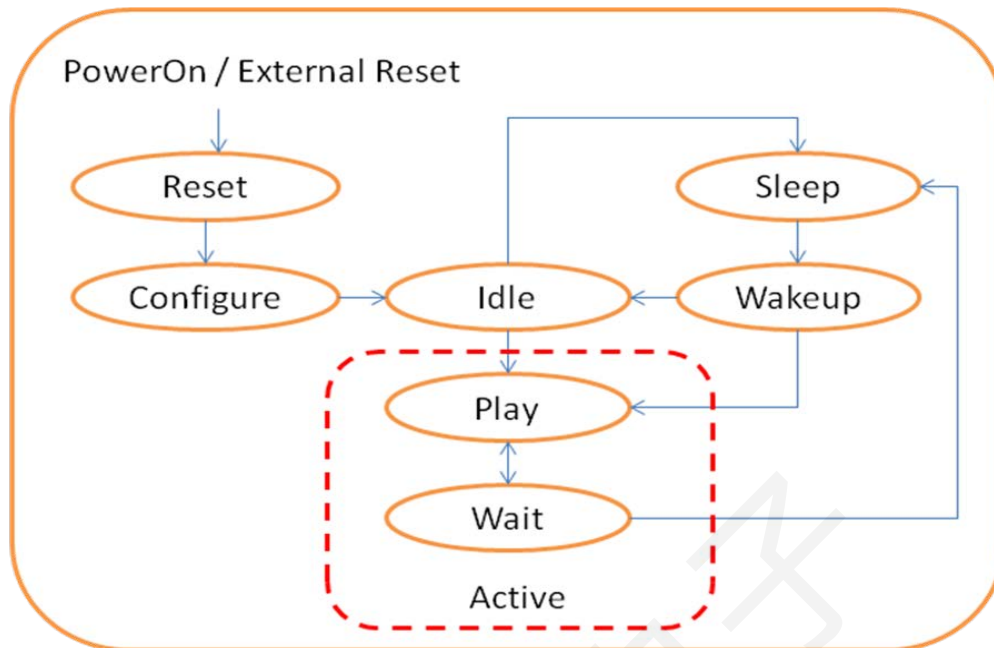 PowerOn / External Reset
Reset
Sleep
Configure
Idle
Wakeup
Play
Wait
Active